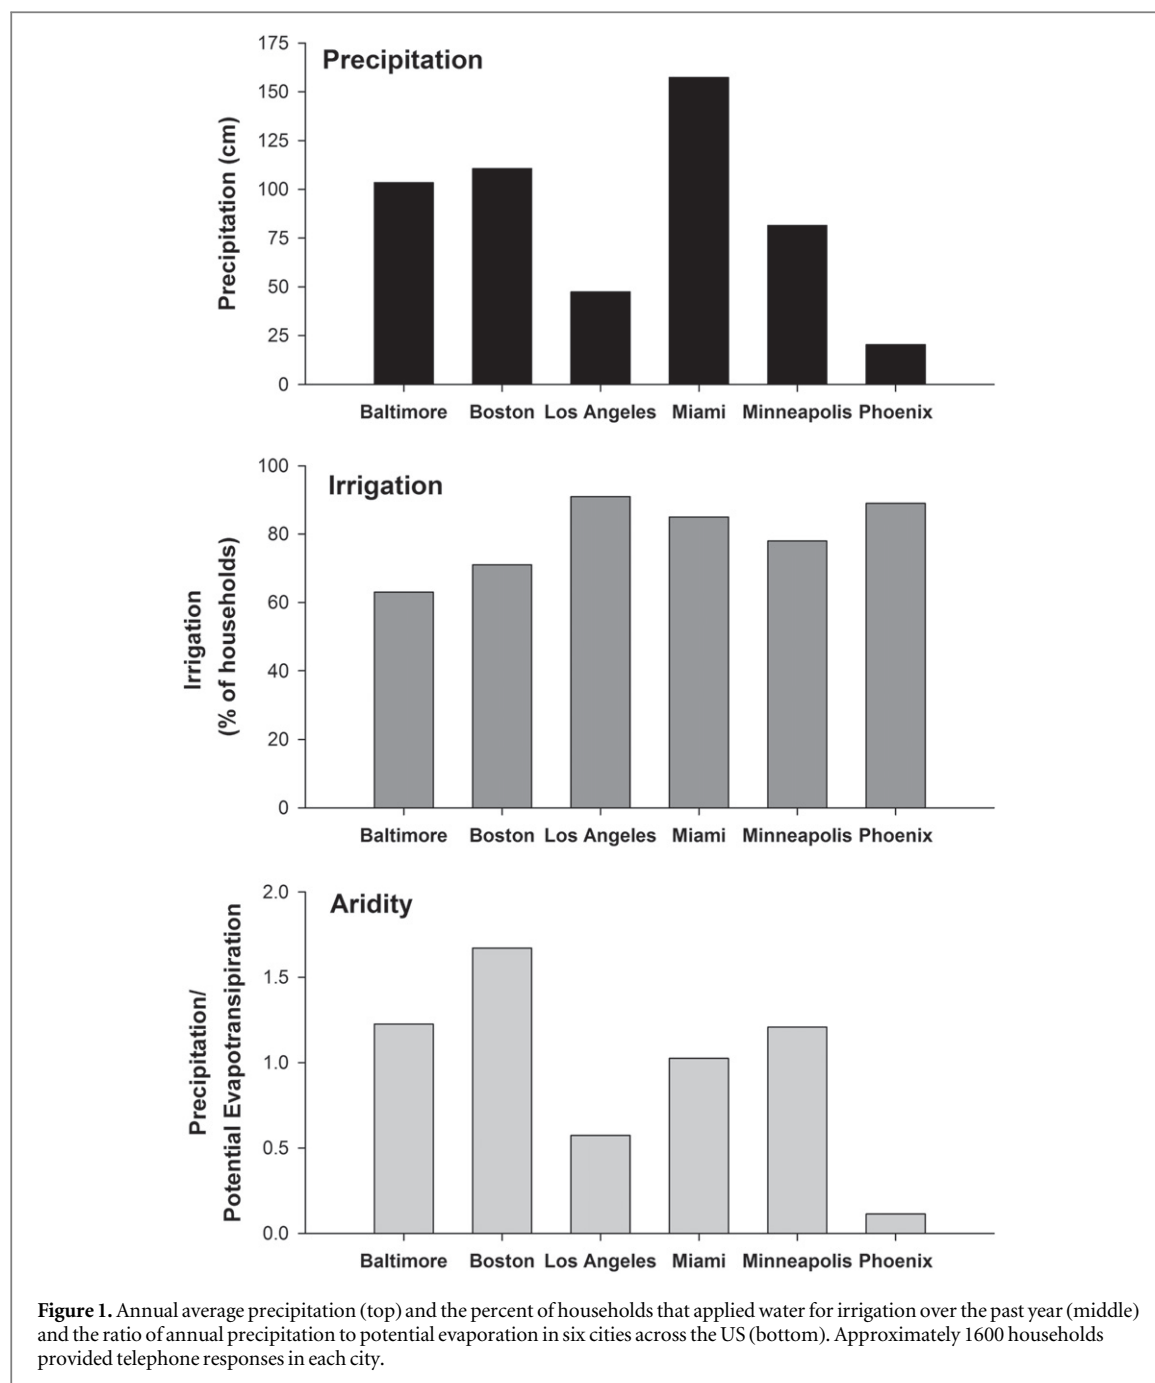 175
Precipitation
150
125
100
75
50
25
0
Precipitation (cm)
Baltimore Boston Los Angeles Miami Minneapolis Phoenix
100
Irrigation
80
60
40
20
0
Irrigation
(% of households)
Baltimore Boston Los Angeles Miami Minneapolis Phoenix
2.0
Aridity
1.5
1.0
0.5
0.0
Precipitation/
Potential Evapotransipiration
Baltimore Boston Los Angeles Miami Minneapolis Phoenix
Figure 1. Annual average precipitation (top) and the percent of households that applied water for irrigation over the past year (middle)
and the ratio of annual precipitation to potential evaporation in six cities across the US (bottom). Approximately 1600 households
provided telephone responses in each city.